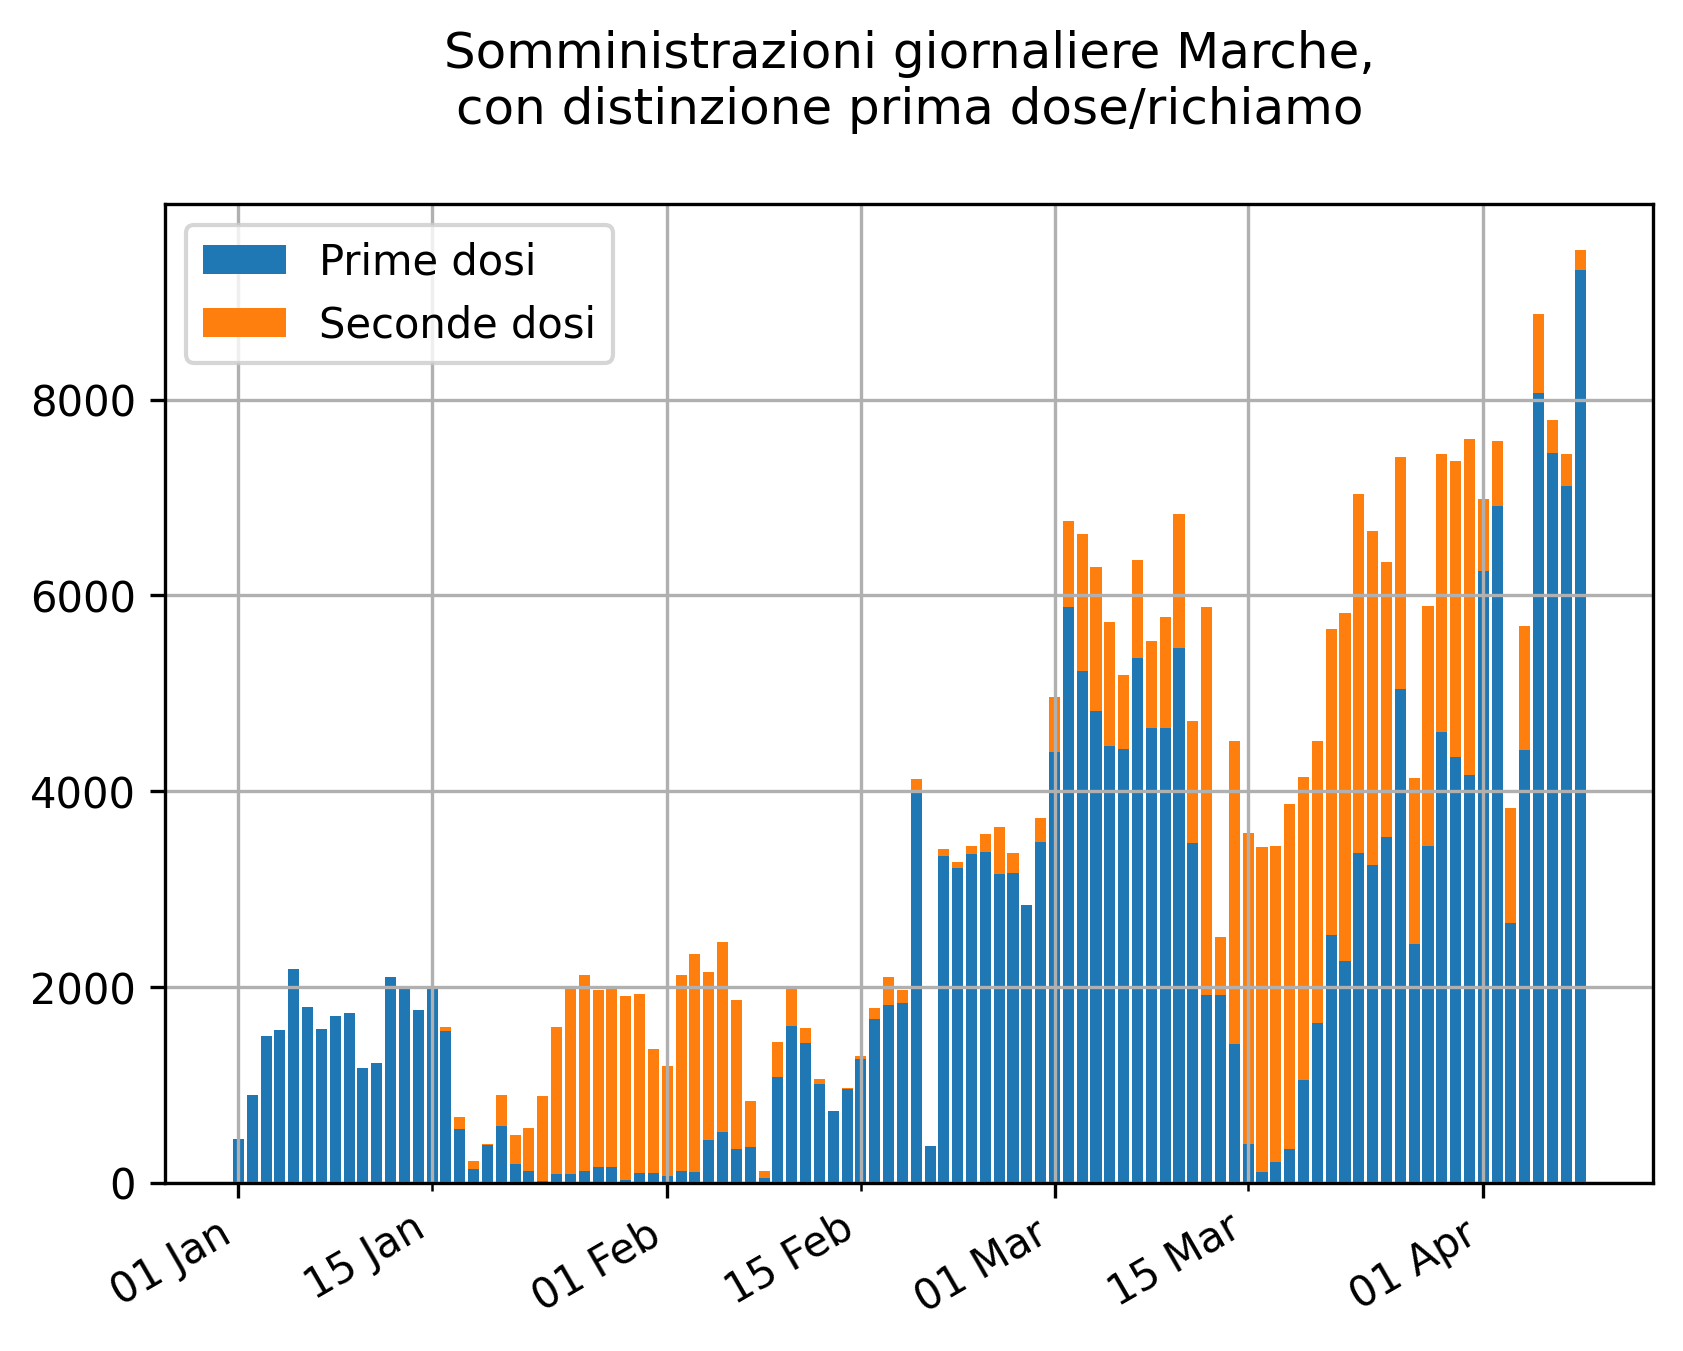 Somministrazioni giornaliere Marche,
con distinzione prima dose/richiamo
Prime dosi
Seconde dosi
8000
6000
4000
2000
0
01 Jan
15 Jan
01 Feb
15 Feb
01 Mar
15 Mar
01 Apr